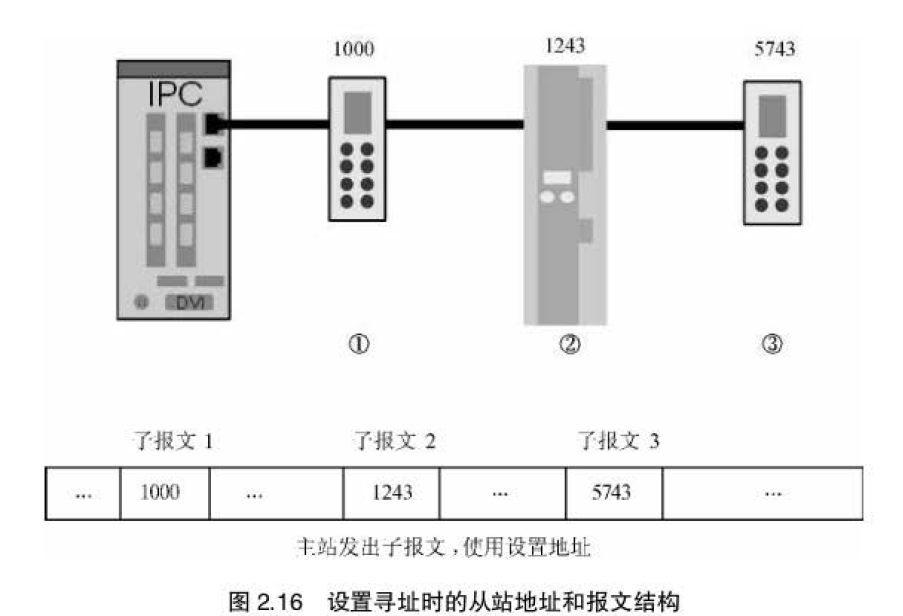 1000 1243 5743
IPC
DVI
① ② ③
子报文 1 子报文 2 子报文 3
... 1000 ... 1243 ... 5743 ...
主站发出子报文,使用设置地址
图 2.16 设置寻址时的从站地址和报文结构